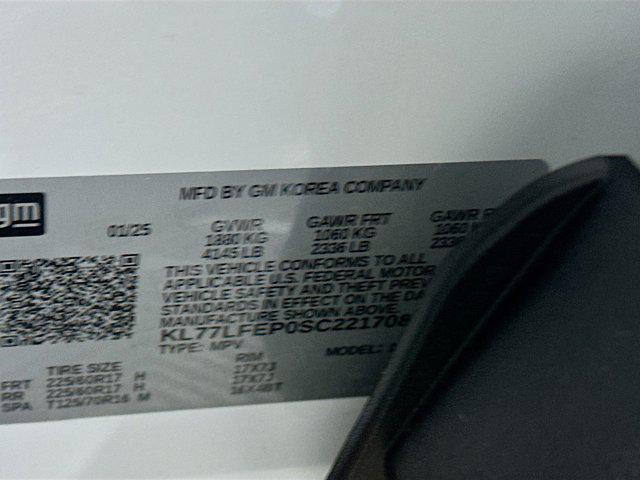 MFD BY GM KOREA COMPANY
gm
01/25
GVWR GAWR FRT GAWR
1880 KG 1060 KG 1060
4145 LB 2336 LB
THIS VEHICLE CONFORMS TO ALL
APPLICABLE U.S. FEDERAL MOTOR
VEHICLE SAFETY AND THEFT
STANDARDS IN EFFECT ON THE
MANUFACTURE SHOWN ABOVE.
KL77LFEP0SC221708
TYPE: MPV MODEL:
TIRE SIZE RIM
FRT 225/60R17 H 17X7J
RR 225/60R17 H 17X7J
SPA T125/70R16 M 16X4BT